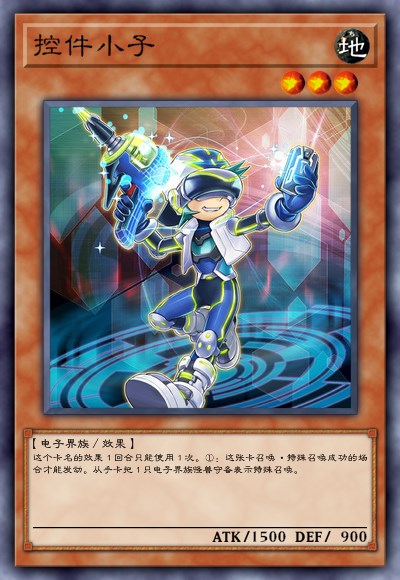 控件小子
地
【电子界族／效果】
这个卡名的效果1回合只能使用1次。①：这张卡召唤·特殊召唤成功的场
合才能发动。从手卡把1只电子界族怪兽守备表示特殊召唤。
ATK/1500 DEF/ 900